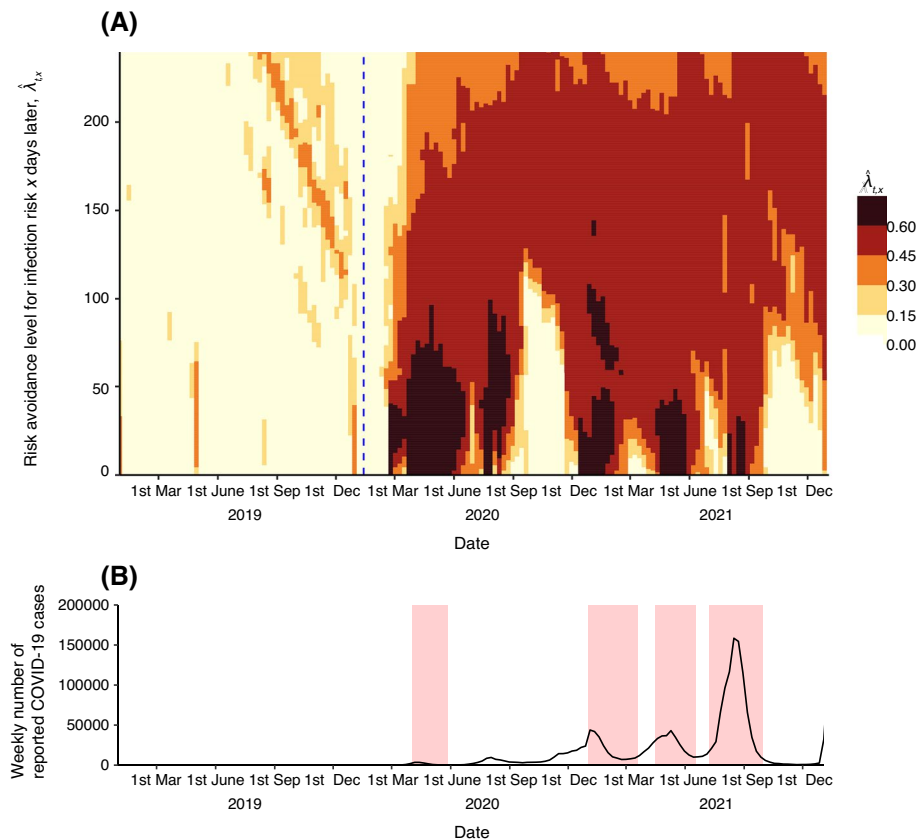 (A)
Risk avoidance level for infection risk x days later, λ̂t,x
200
150
100
50
0
1st Mar 1st June 1st Sep 1st Dec 1st Mar 1st June 1st Sep 1st Dec 1st Mar 1st June 1st Sep 1st Dec
2019 2020 2021
Date
λ̂t,x
0.60
0.45
0.30
0.15
0.00
(B)
Weekly number of
reported COVID-19 cases
200000
150000
100000
50000
0
1st Mar 1st June 1st Sep 1st Dec 1st Mar 1st June 1st Sep 1st Dec 1st Mar 1st June 1st Sep 1st Dec
2019 2020 2021
Date